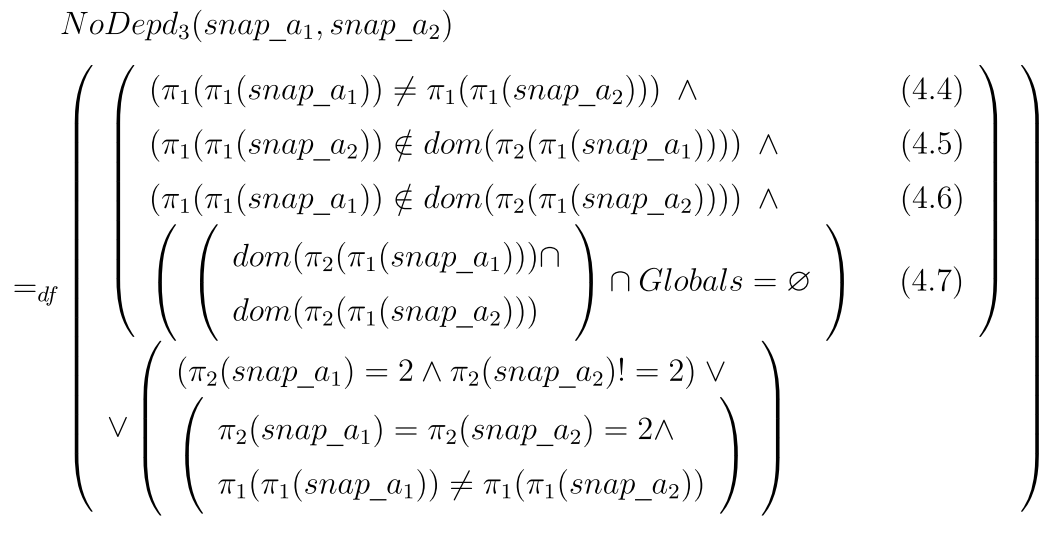 NoDepd₃(snap_a₁, snap_a₂)
(π₁(π₁(snap_a₁)) ≠ π₁(π₁(snap_a₂))) ∧ (4.4)
(π₁(π₁(snap_a₂)) ∉ dom(π₂(π₁(snap_a₁)))) ∧ (4.5)
(π₁(π₁(snap_a₁)) ∉ dom(π₂(π₁(snap_a₂)))) ∧ (4.6)
dom(π₂(π₁(snap_a₁)))∩
=df ( ) ∩ Globals = ∅ (4.7)
dom(π₂(π₁(snap_a₂)))
(π₂(snap_a₁) = 2 ∧ π₂(snap_a₂)! = 2) ∨
∨ π₂(snap_a₁) = π₂(snap_a₂) = 2∧
π₁(π₁(snap_a₁)) ≠ π₁(π₁(snap_a₂))